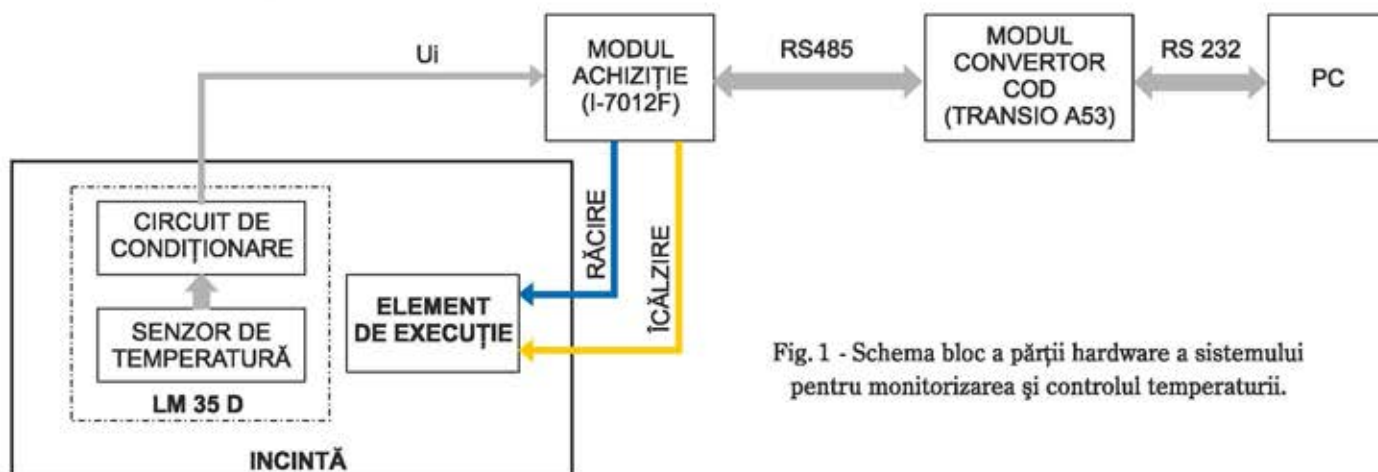 Ui
MODUL
ACHIZIȚIE
(I-7012F)
RS485
MODUL
CONVERTOR
COD
(TRANSIO A53)
RS 232
PC
CIRCUIT DE
CONDIȚIONARE
SENZOR DE
TEMPERATURĂ
LM 35 D
ELEMENT
DE EXECUȚIE
RĂCIRE
ÎCĂLZIRE
INCINTĂ
Fig. 1 - Schema bloc a părții hardware a sistemului
pentru monitorizarea și controlul temperaturii.